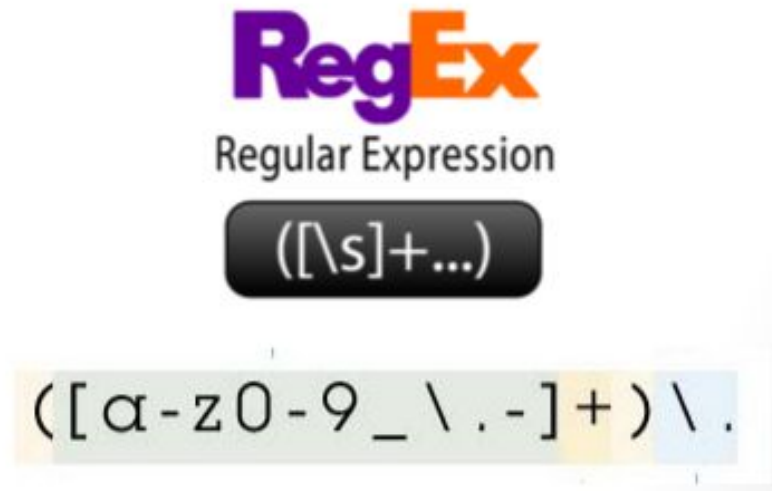 RegEx
Regular Expression
([\s]+...)
([a-z0-9_\.-]+)\.